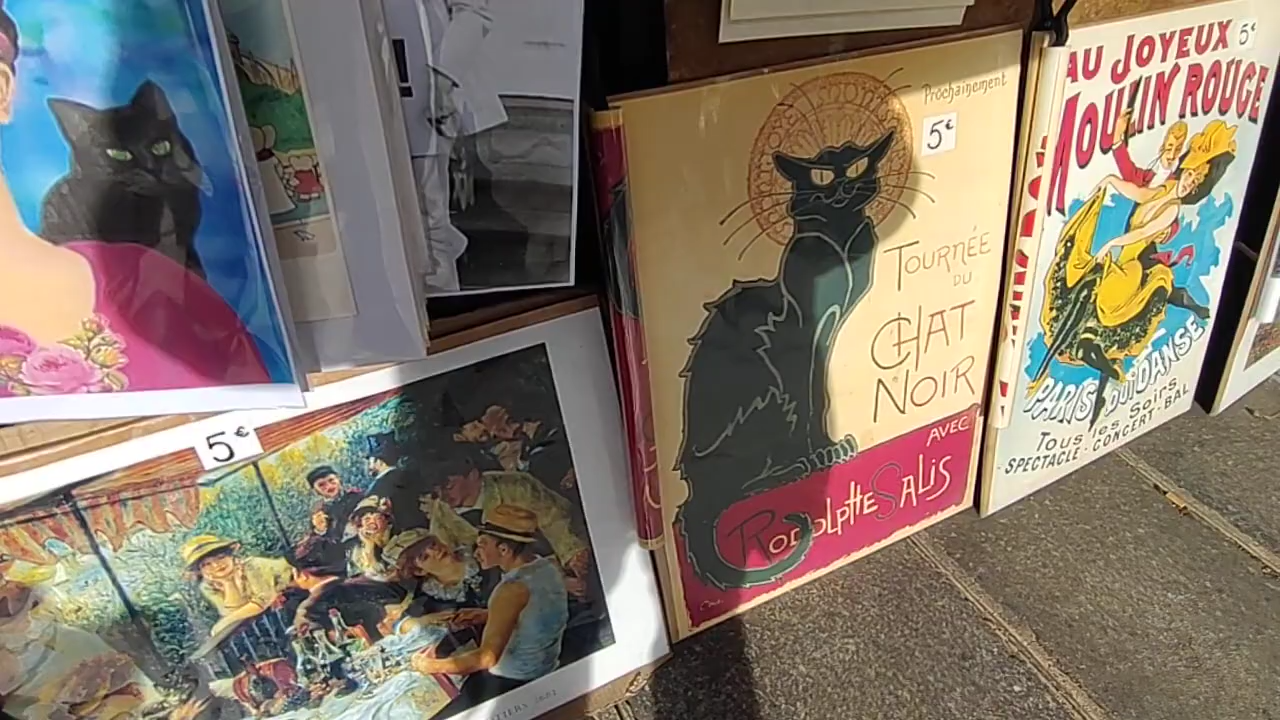 5€
Prochainement
5€
TOURNÉE
DU
CHAT
NOIR
AVEC
RODOLPHE SALIS
5€
AU JOYEUX
MOULIN ROUGE
PARIS QUI DANSE
Tous les Soirs
SPECTACLE - CONCERT - BAL